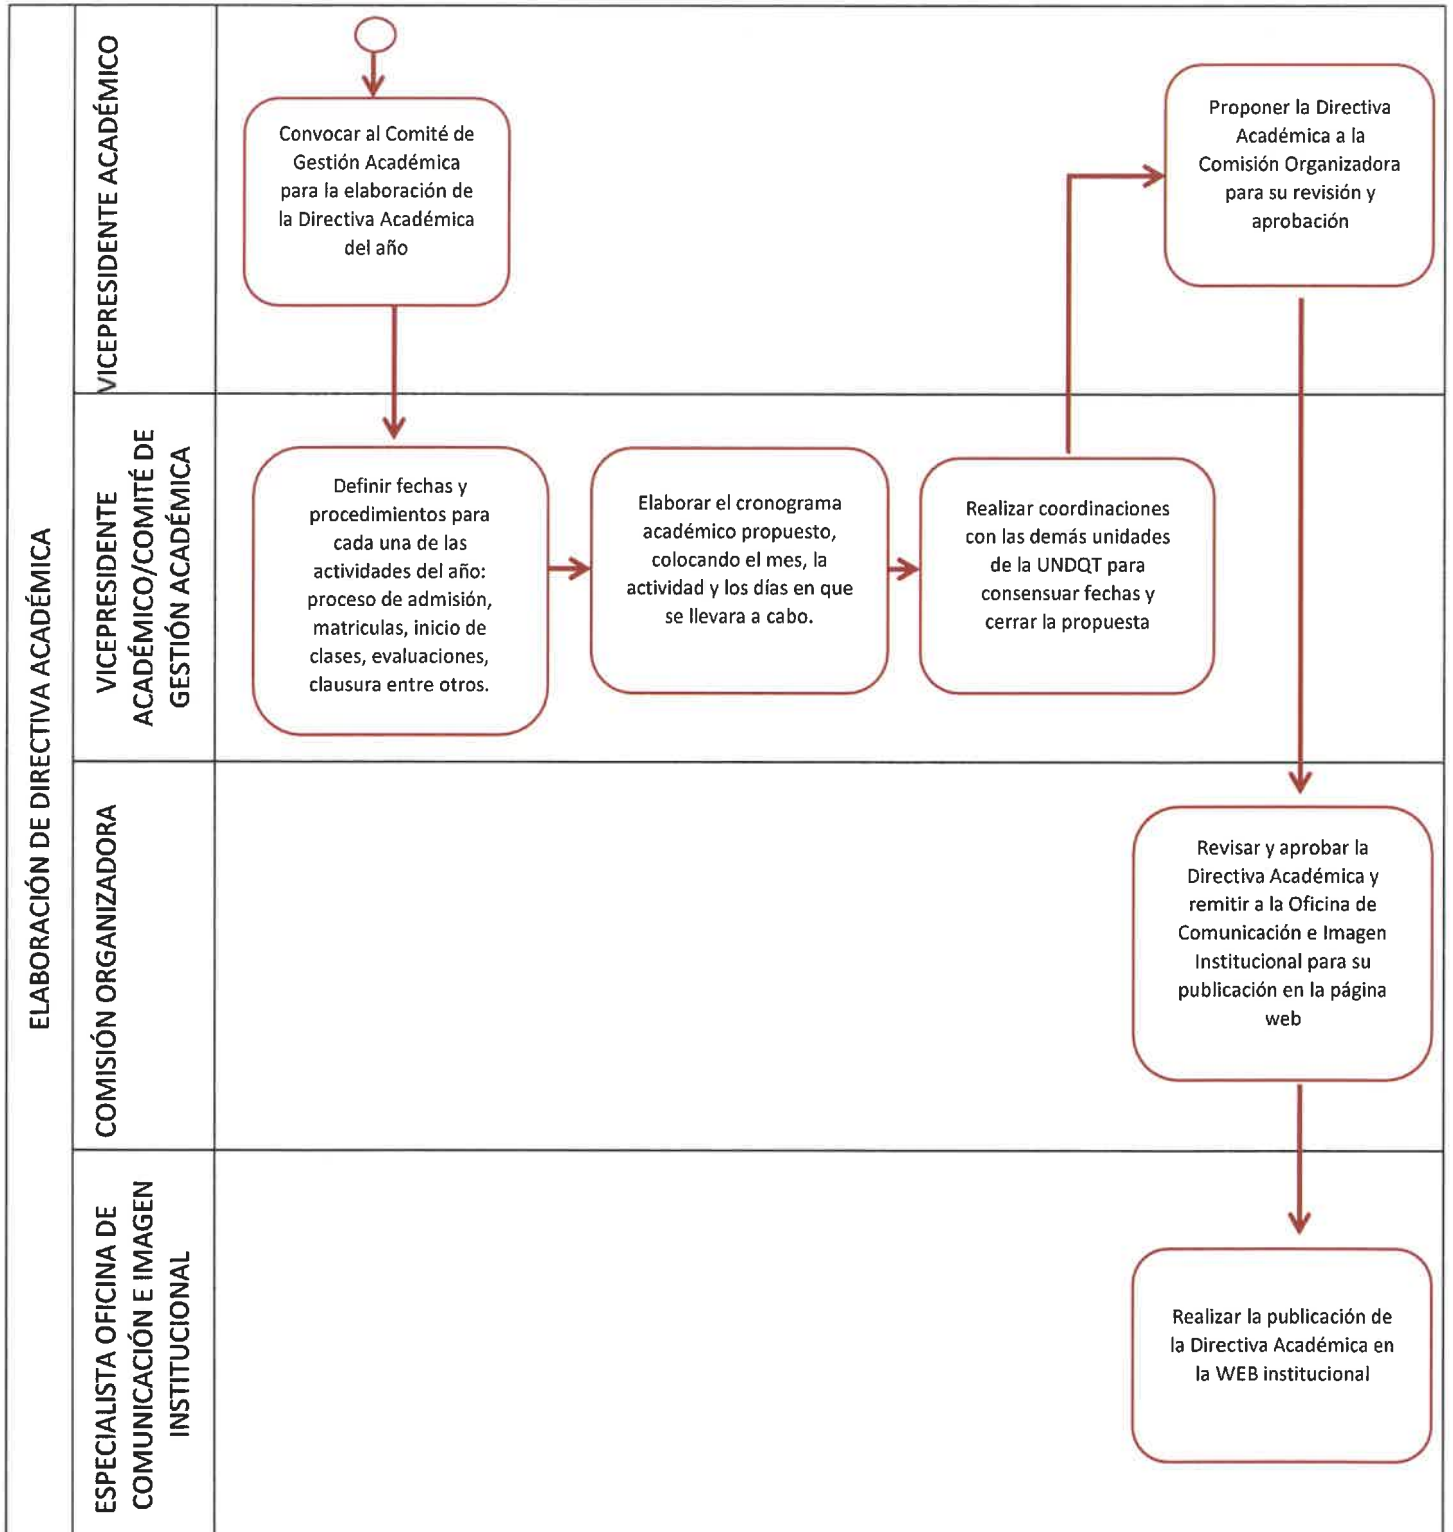 ELABORACIÓN DE DIRECTIVA ACADÉMICA
VICEPRESIDENTE ACADÉMICO
Convocar al Comité de
Gestión Académica
para la elaboración de
la Directiva Académica
del año
Proponer la Directiva
Académica a la
Comisión Organizadora
para su revisión y
aprobación
VICEPRESIDENTE
ACADÉMICO/COMITÉ DE
GESTIÓN ACADÉMICA
Definir fechas y
procedimientos para
cada una de las
actividades del año:
proceso de admisión,
matriculas, inicio de
clases, evaluaciones,
clausura entre otros.
Elaborar el cronograma
académico propuesto,
colocando el mes, la
actividad y los días en que
se llevara a cabo.
Realizar coordinaciones
con las demás unidades
de la UNDQT para
consensuar fechas y
cerrar la propuesta
COMISIÓN ORGANIZADORA
Revisar y aprobar la
Directiva Académica y
remitir a la Oficina de
Comunicación e Imagen
Institucional para su
publicación en la página
web
ESPECIALISTA OFICINA DE
COMUNICACIÓN E IMAGEN
INSTITUCIONAL
Realizar la publicación de
la Directiva Académica en
la WEB institucional